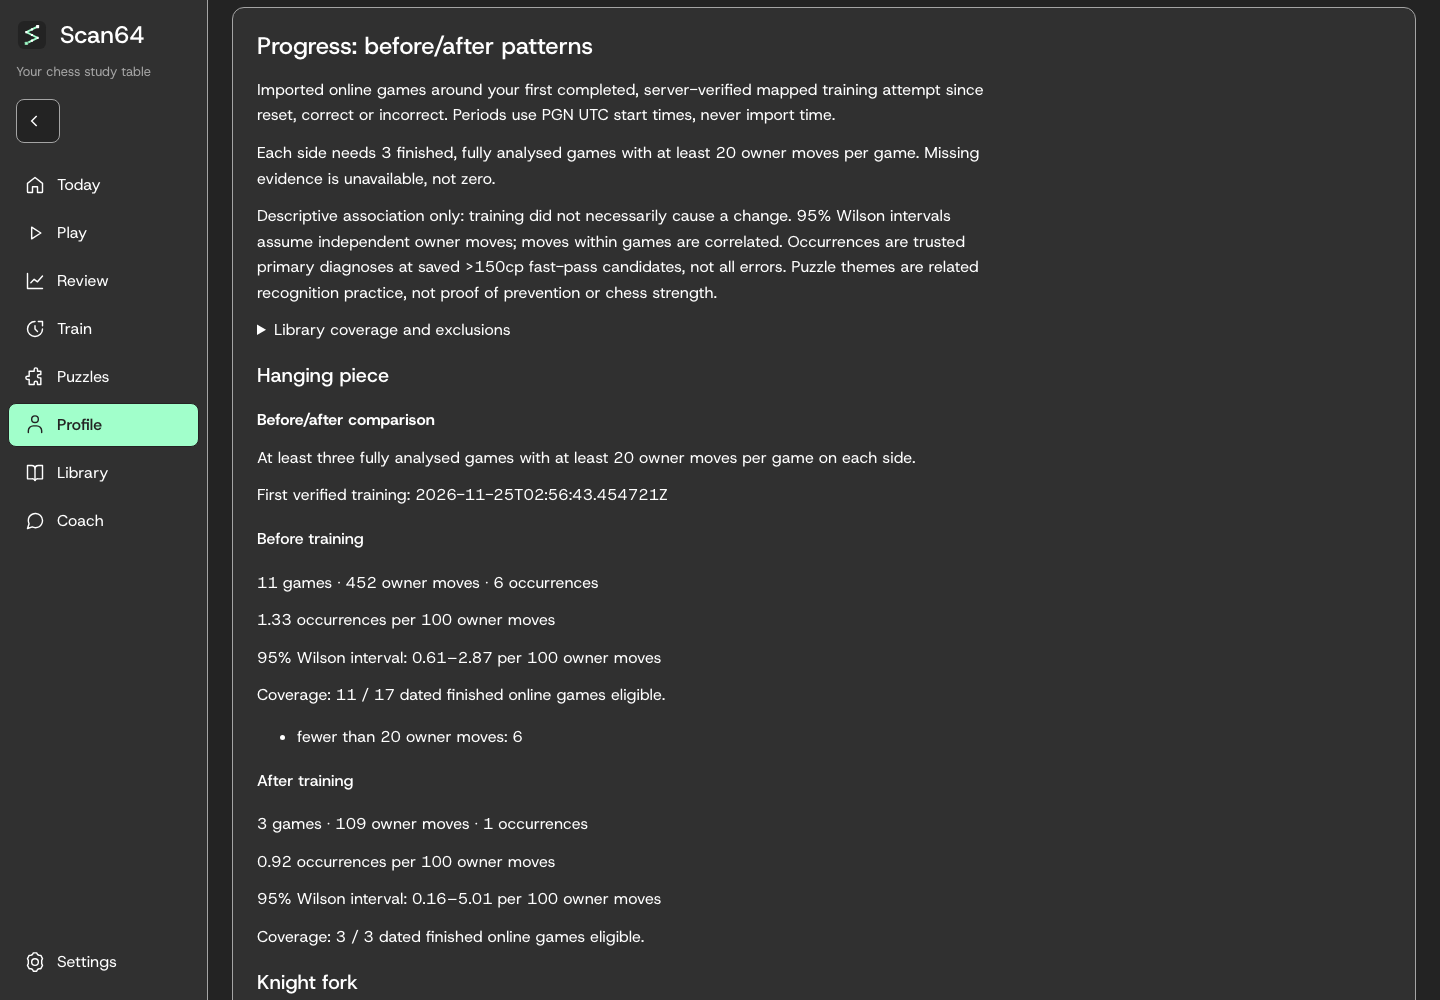 Scan64
Your chess study table
Today
Play
Review
Train
Puzzles
Profile
Library
Coach
Settings
Progress: before/after patterns
Imported online games around your first completed, server-verified mapped training attempt since
reset, correct or incorrect. Periods use PGN UTC start times, never import time.
Each side needs 3 finished, fully analysed games with at least 20 owner moves per game. Missing
evidence is unavailable, not zero.
Descriptive association only: training did not necessarily cause a change. 95% Wilson intervals
assume independent owner moves; moves within games are correlated. Occurrences are trusted
primary diagnoses at saved >150cp fast-pass candidates, not all errors. Puzzle themes are related
recognition practice, not proof of prevention or chess strength.
Library coverage and exclusions
Hanging piece
Before/after comparison
At least three fully analysed games with at least 20 owner moves per game on each side.
First verified training: 2026-11-25T02:56:43.454721Z
Before training
11 games · 452 owner moves · 6 occurrences
1.33 occurrences per 100 owner moves
95% Wilson interval: 0.61–2.87 per 100 owner moves
Coverage: 11 / 17 dated finished online games eligible.
• fewer than 20 owner moves: 6
After training
3 games · 109 owner moves · 1 occurrences
0.92 occurrences per 100 owner moves
95% Wilson interval: 0.16–5.01 per 100 owner moves
Coverage: 3 / 3 dated finished online games eligible.
Knight fork